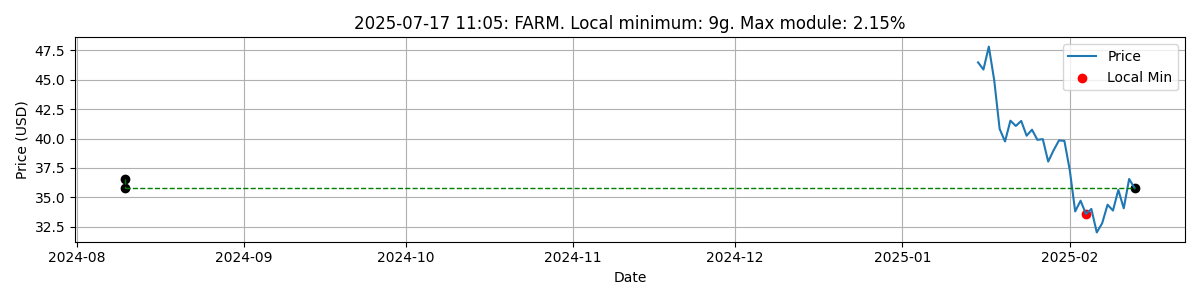 2025-07-17 11:05: FARM. Local minimum: 9g. Max module: 2.15%
Price (USD)
47.5
45.0
42.5
40.0
37.5
35.0
32.5
Price
Local Min
2024-08
2024-09
2024-10
2024-11
2024-12
2025-01
2025-02
Date